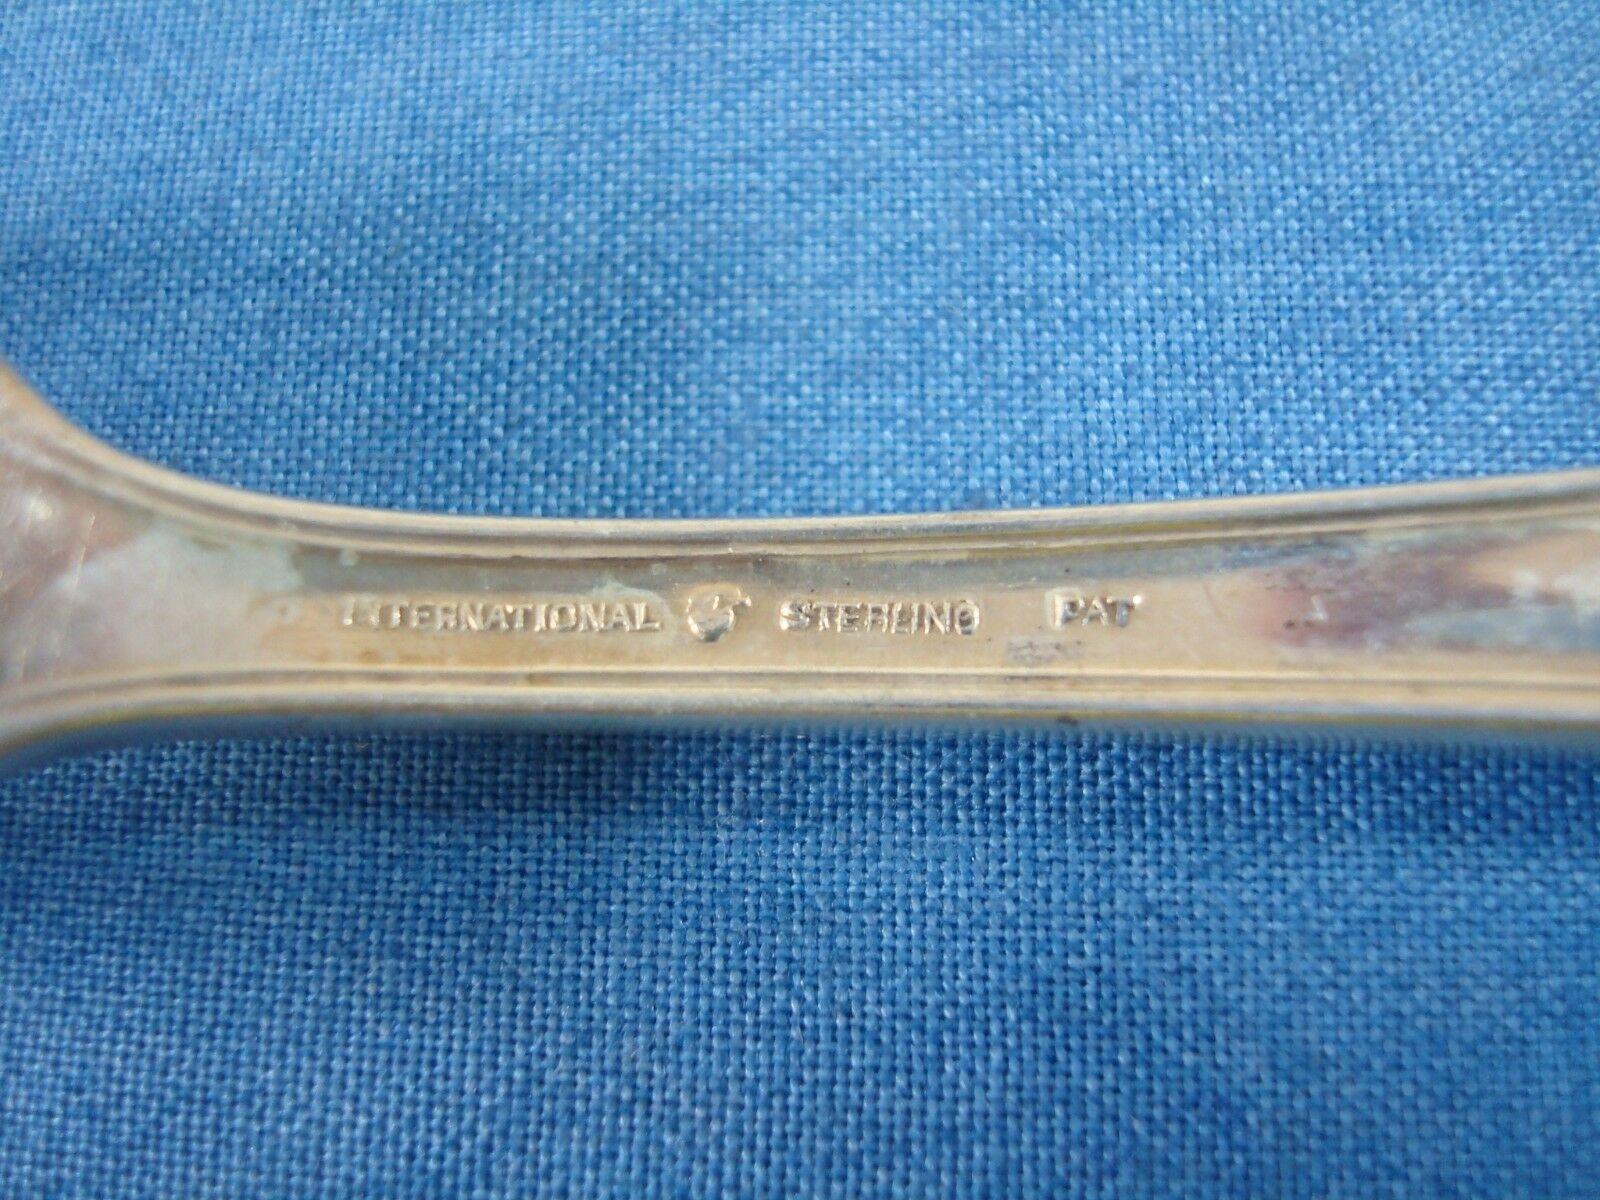 INTERNATIONAL S STERLING PAT